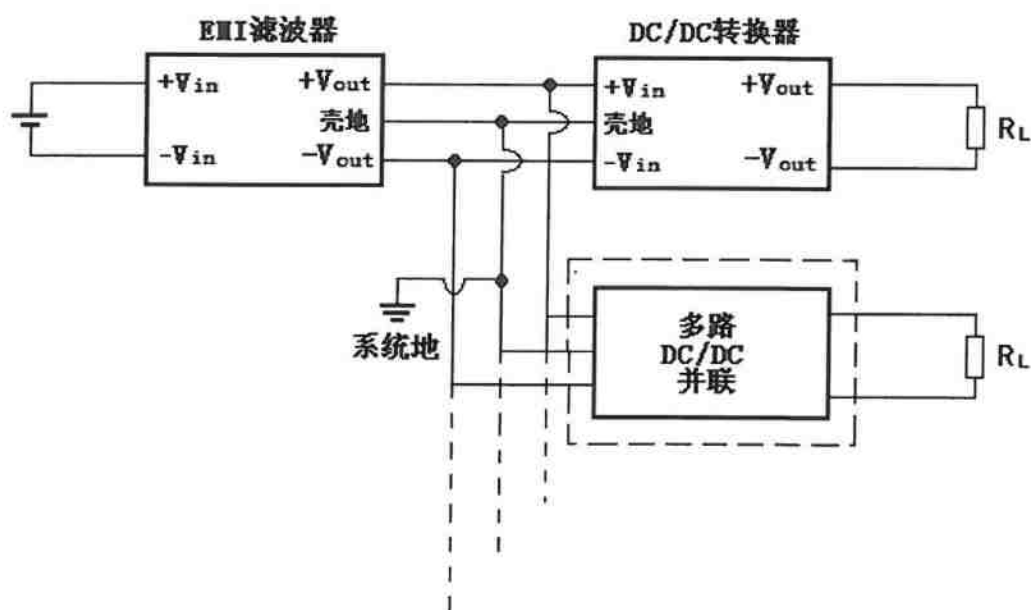 EMI滤波器
DC/DC转换器
+Vin
+Vout
壳地
-Vin
-Vout
+Vin
+Vout
壳地
-Vin
-Vout
RL
系统地
多路
DC/DC
并联
RL